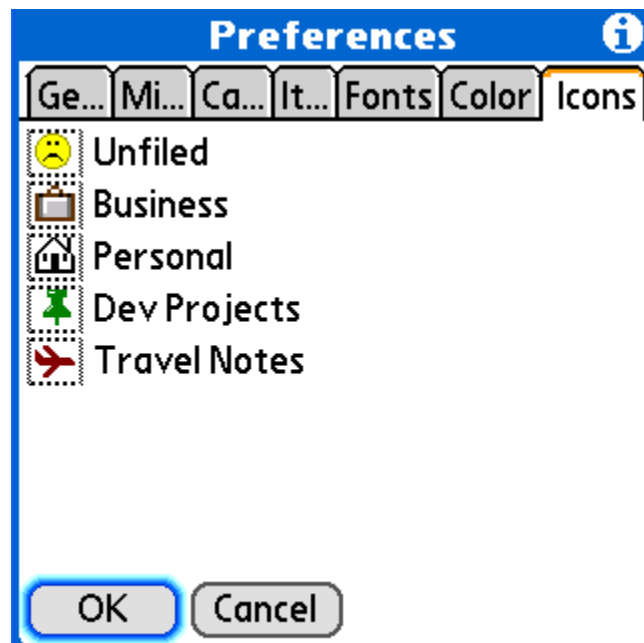 Preferences
Ge... Mi... Ca... It... Fonts Color Icons
Unfiled
Business
Personal
Dev Projects
Travel Notes
OK Cancel